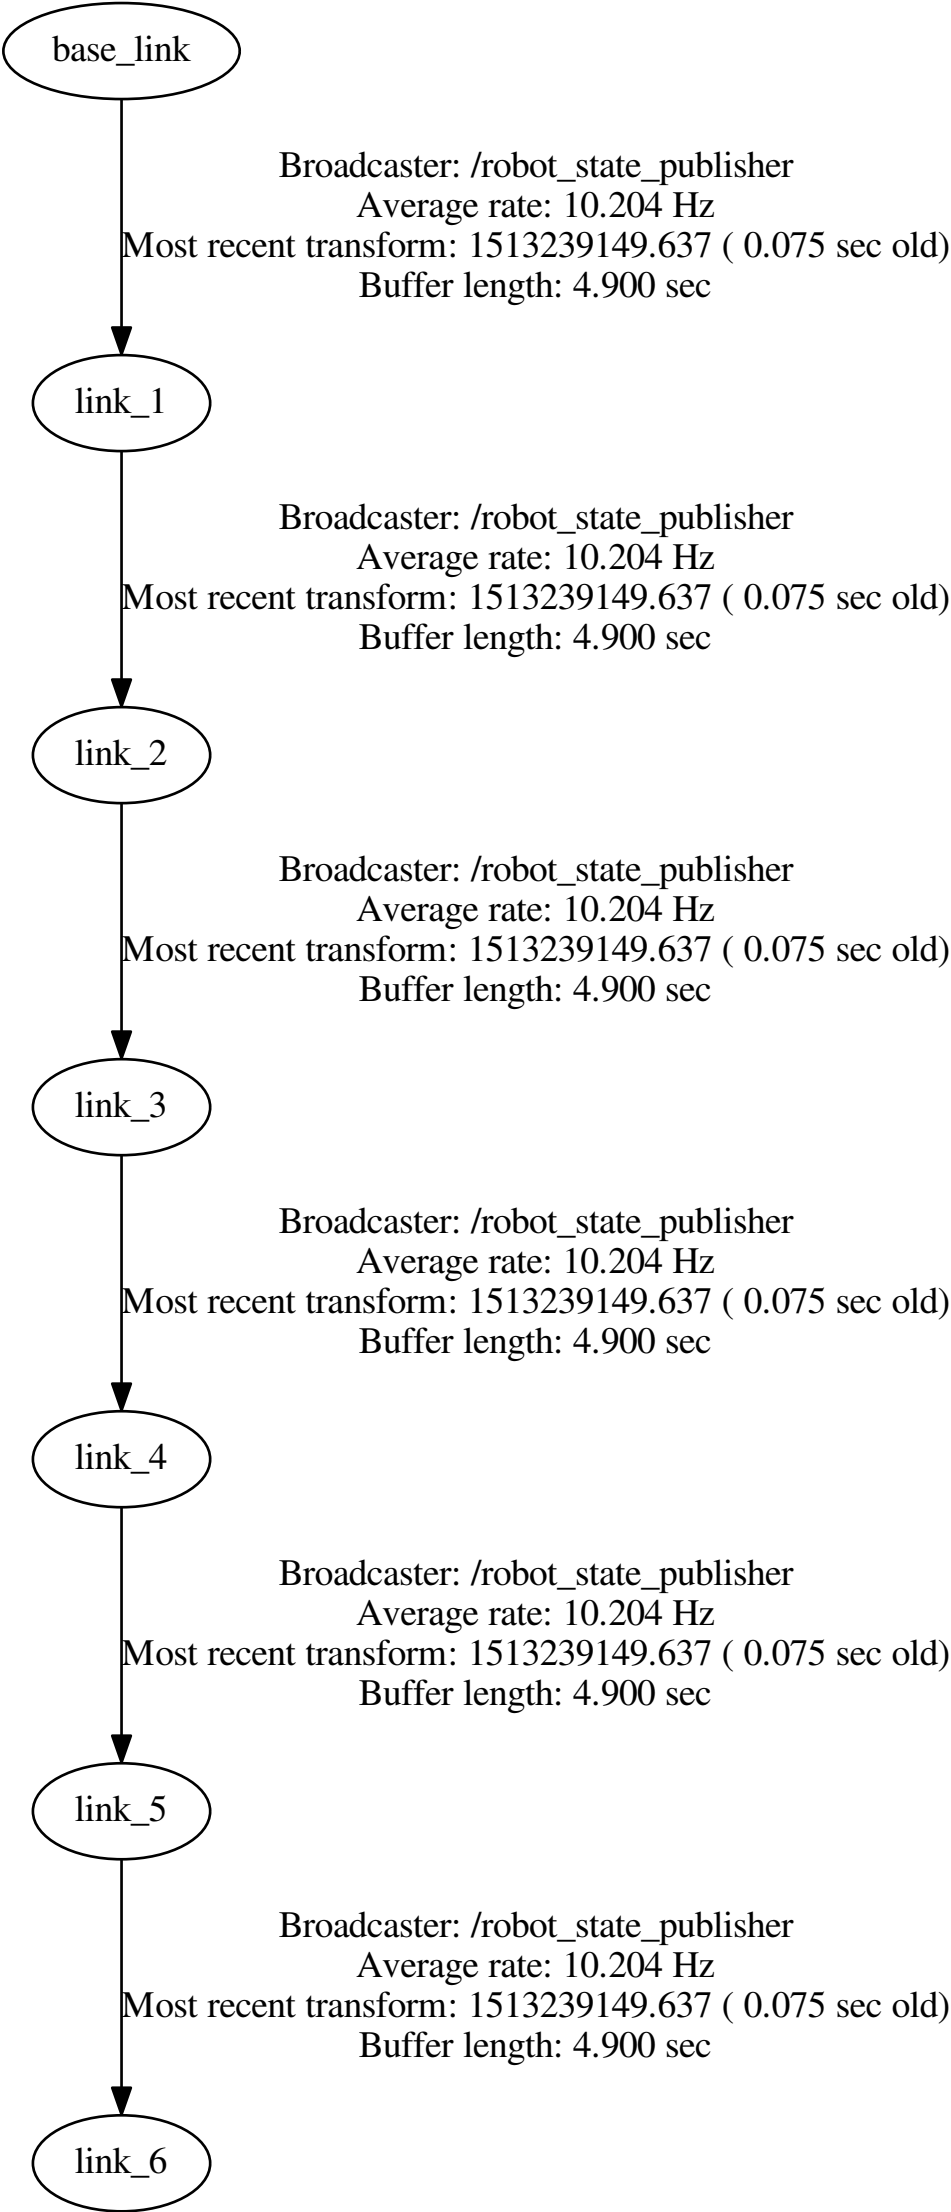 base_link
Broadcaster: /robot_state_publisher
Average rate: 10.204 Hz
Most recent transform: 1513239149.637 ( 0.075 sec old)
Buffer length: 4.900 sec
link_1
Broadcaster: /robot_state_publisher
Average rate: 10.204 Hz
Most recent transform: 1513239149.637 ( 0.075 sec old)
Buffer length: 4.900 sec
link_2
Broadcaster: /robot_state_publisher
Average rate: 10.204 Hz
Most recent transform: 1513239149.637 ( 0.075 sec old)
Buffer length: 4.900 sec
link_3
Broadcaster: /robot_state_publisher
Average rate: 10.204 Hz
Most recent transform: 1513239149.637 ( 0.075 sec old)
Buffer length: 4.900 sec
link_4
Broadcaster: /robot_state_publisher
Average rate: 10.204 Hz
Most recent transform: 1513239149.637 ( 0.075 sec old)
Buffer length: 4.900 sec
link_5
Broadcaster: /robot_state_publisher
Average rate: 10.204 Hz
Most recent transform: 1513239149.637 ( 0.075 sec old)
Buffer length: 4.900 sec
link_6